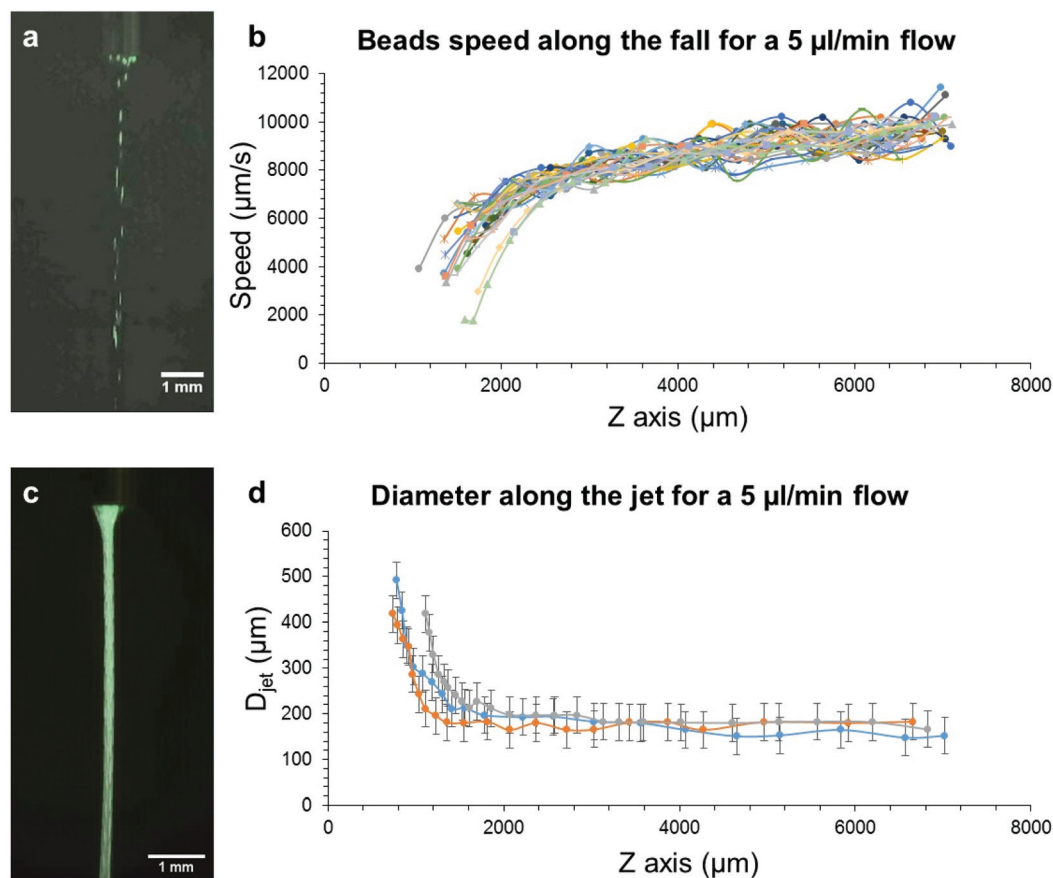 a
1 mm
b
Beads speed along the fall for a 5 µl/min flow
Speed (µm/s)
12000
10000
8000
6000
4000
2000
0
0 2000 4000 6000 8000
Z axis (µm)
c
1 mm
d
Diameter along the jet for a 5 µl/min flow
Djet (µm)
600
500
400
300
200
100
0
0 2000 4000 6000 8000
Z axis (µm)